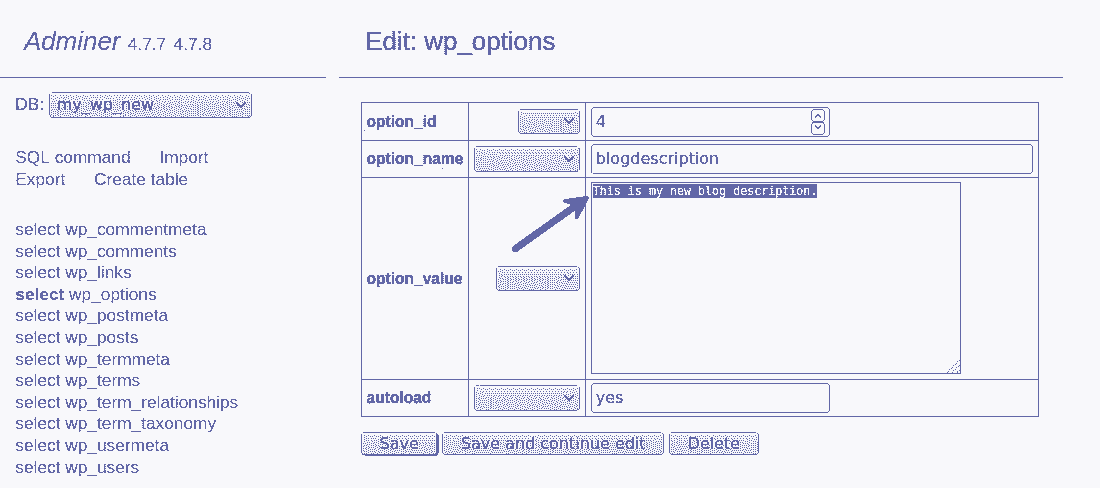 Adminer 4.7.7 4.7.8
DB: my_wp_new
SQL command Import
Export Create table
select wp_commentmeta
select wp_comments
select wp_links
select wp_options
select wp_postmeta
select wp_posts
select wp_termmeta
select wp_terms
select wp_term_relationships
select wp_term_taxonomy
select wp_usermeta
select wp_users
Edit: wp_options
option_id 4
option_name blogdescription
option_value This is my new blog description.
autoload yes
Save Save and continue edit Delete